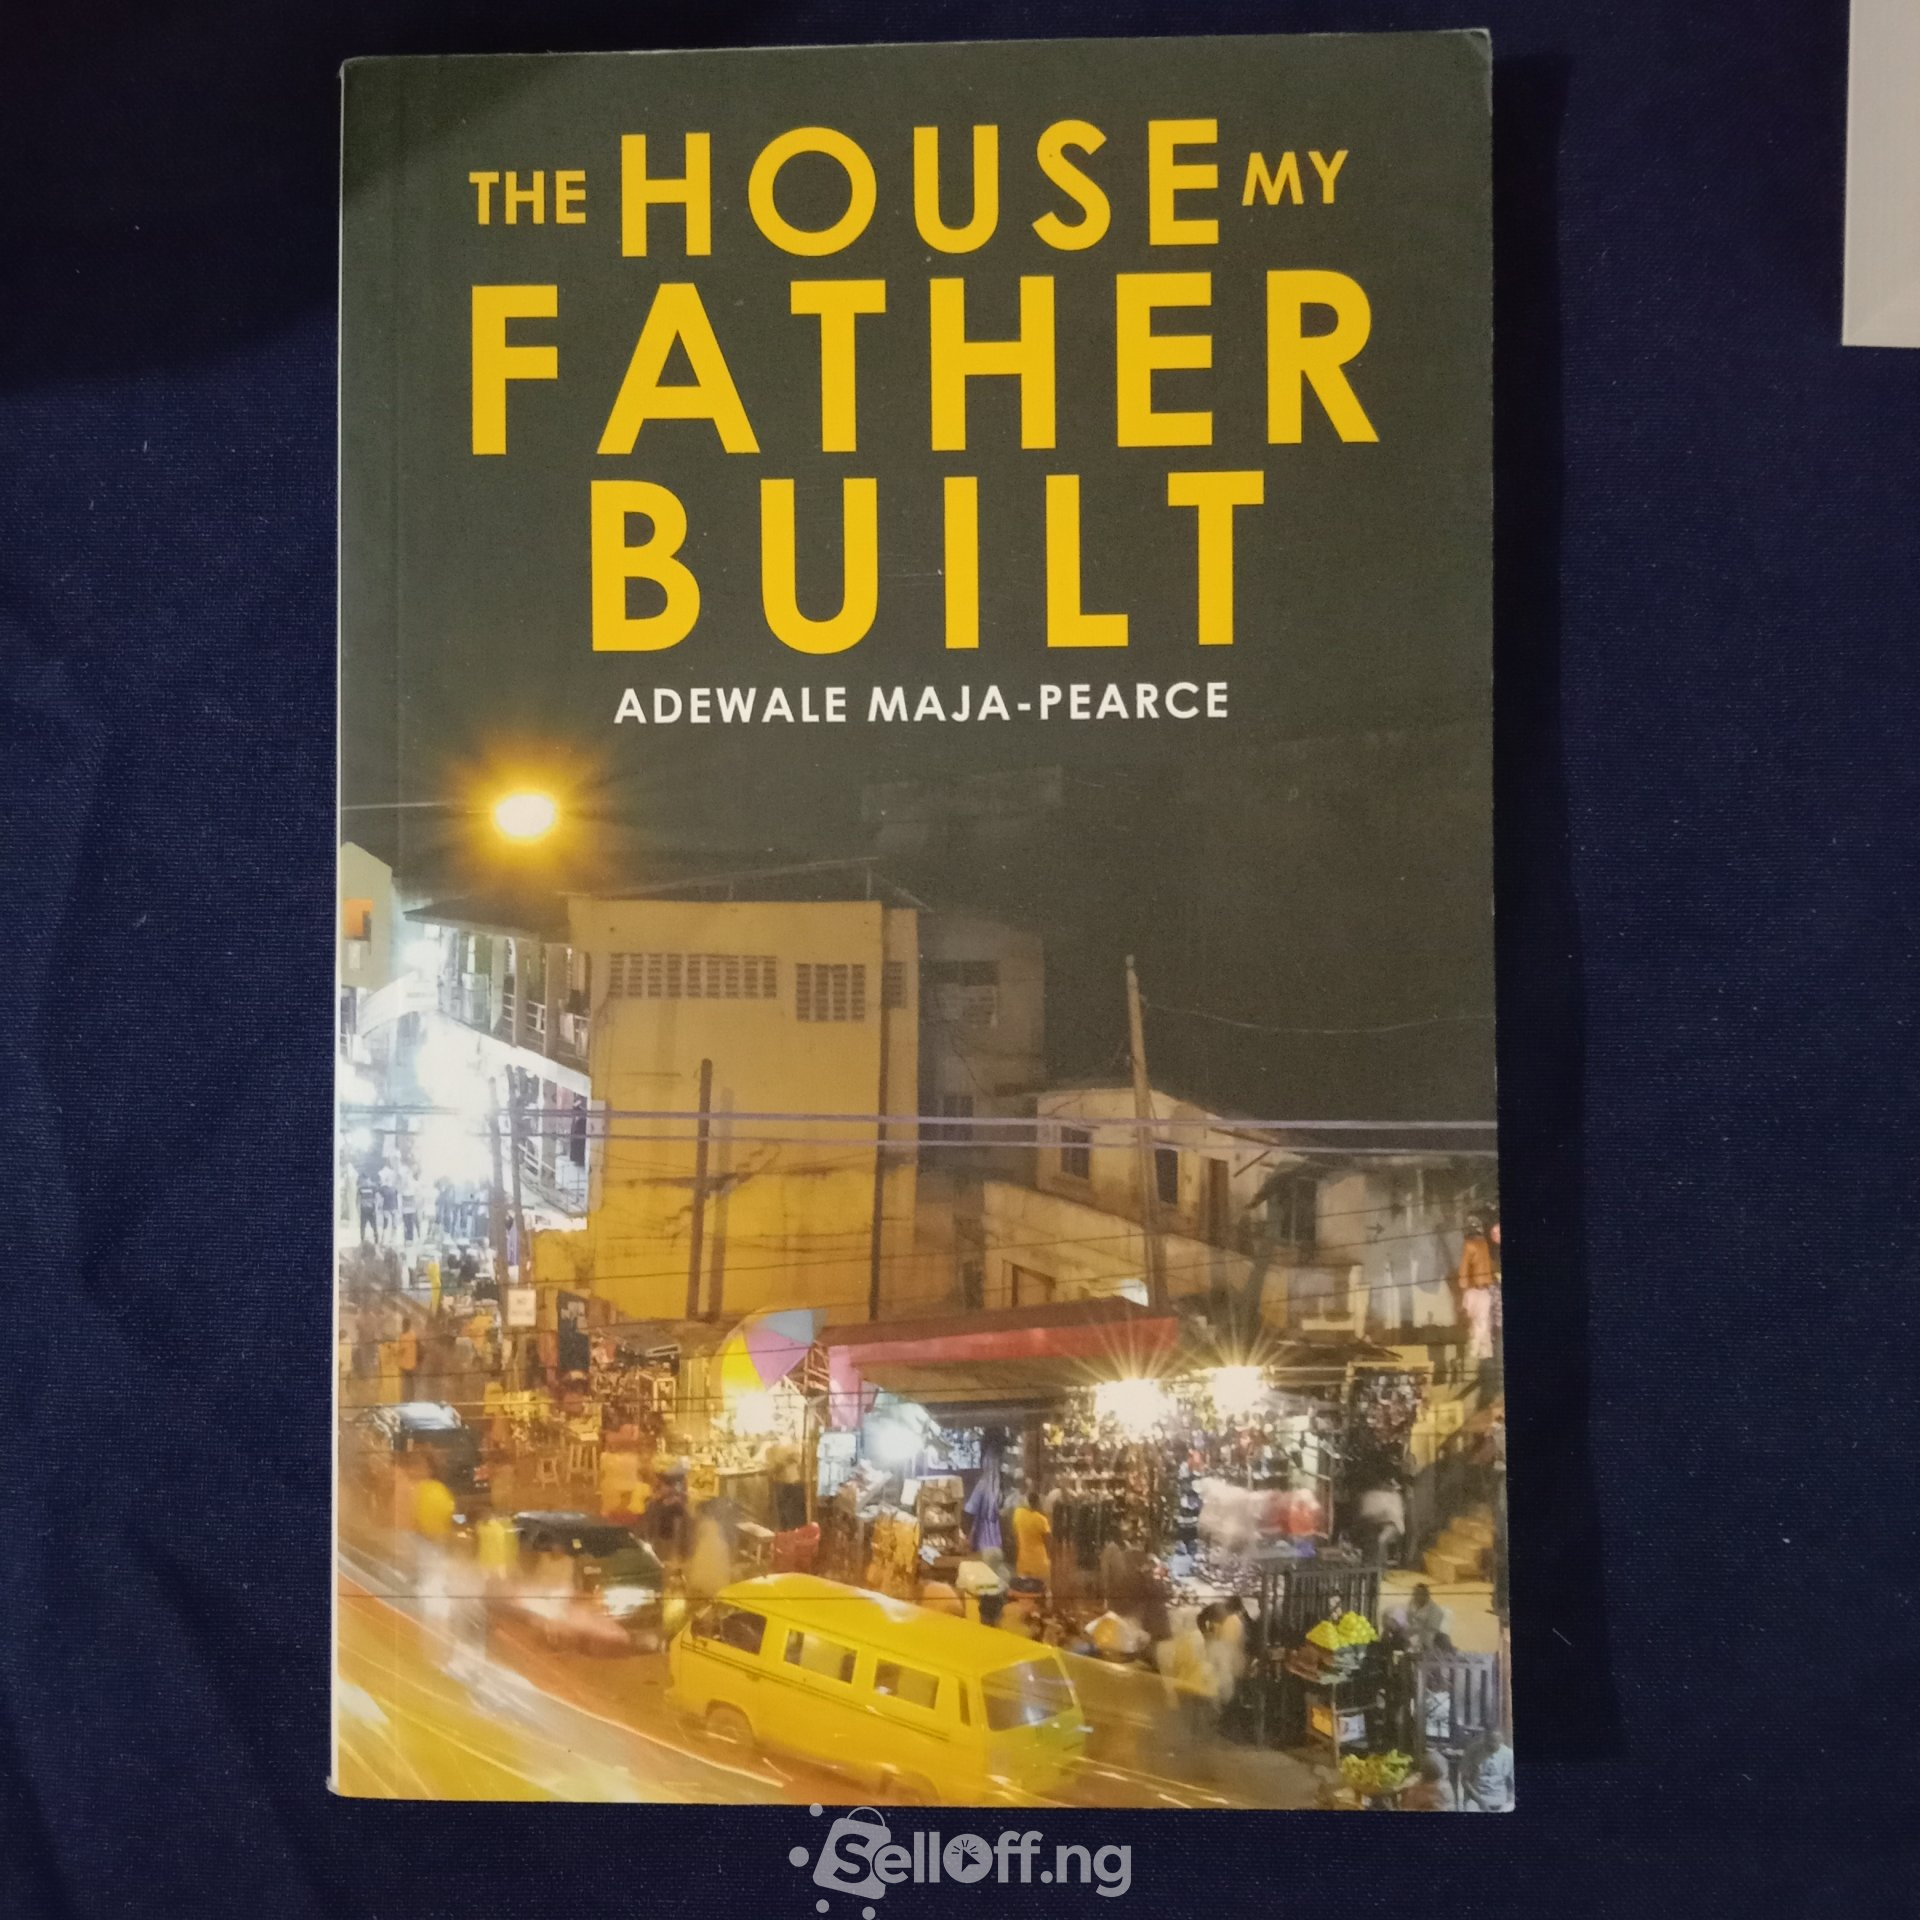 THE HOUSE MY
FATHER
BUILT
ADEWALE MAJA-PEARCE
SellOff.ng